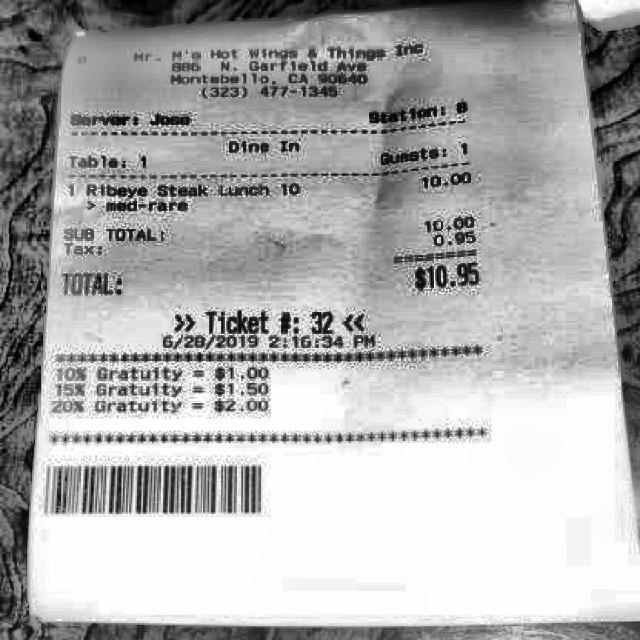 Mr. M's Hot Wings & Things Inc
886 N. Garfield Ave
Montebello, CA 90640
(323) 477-1345
Server: Jose Station: 8
Dine In
Table: 1 Guests: 1
1 Ribeye Steak Lunch 10 10.00
> med-rare
SUB TOTAL: 10.00
Tax: 0.95
========
TOTAL: $10.95
>> Ticket #: 32 <<
6/20/2019 2:16:34 PM
10% Gratuity = $1.00
15% Gratuity = $1.50
20% Gratuity = $2.00